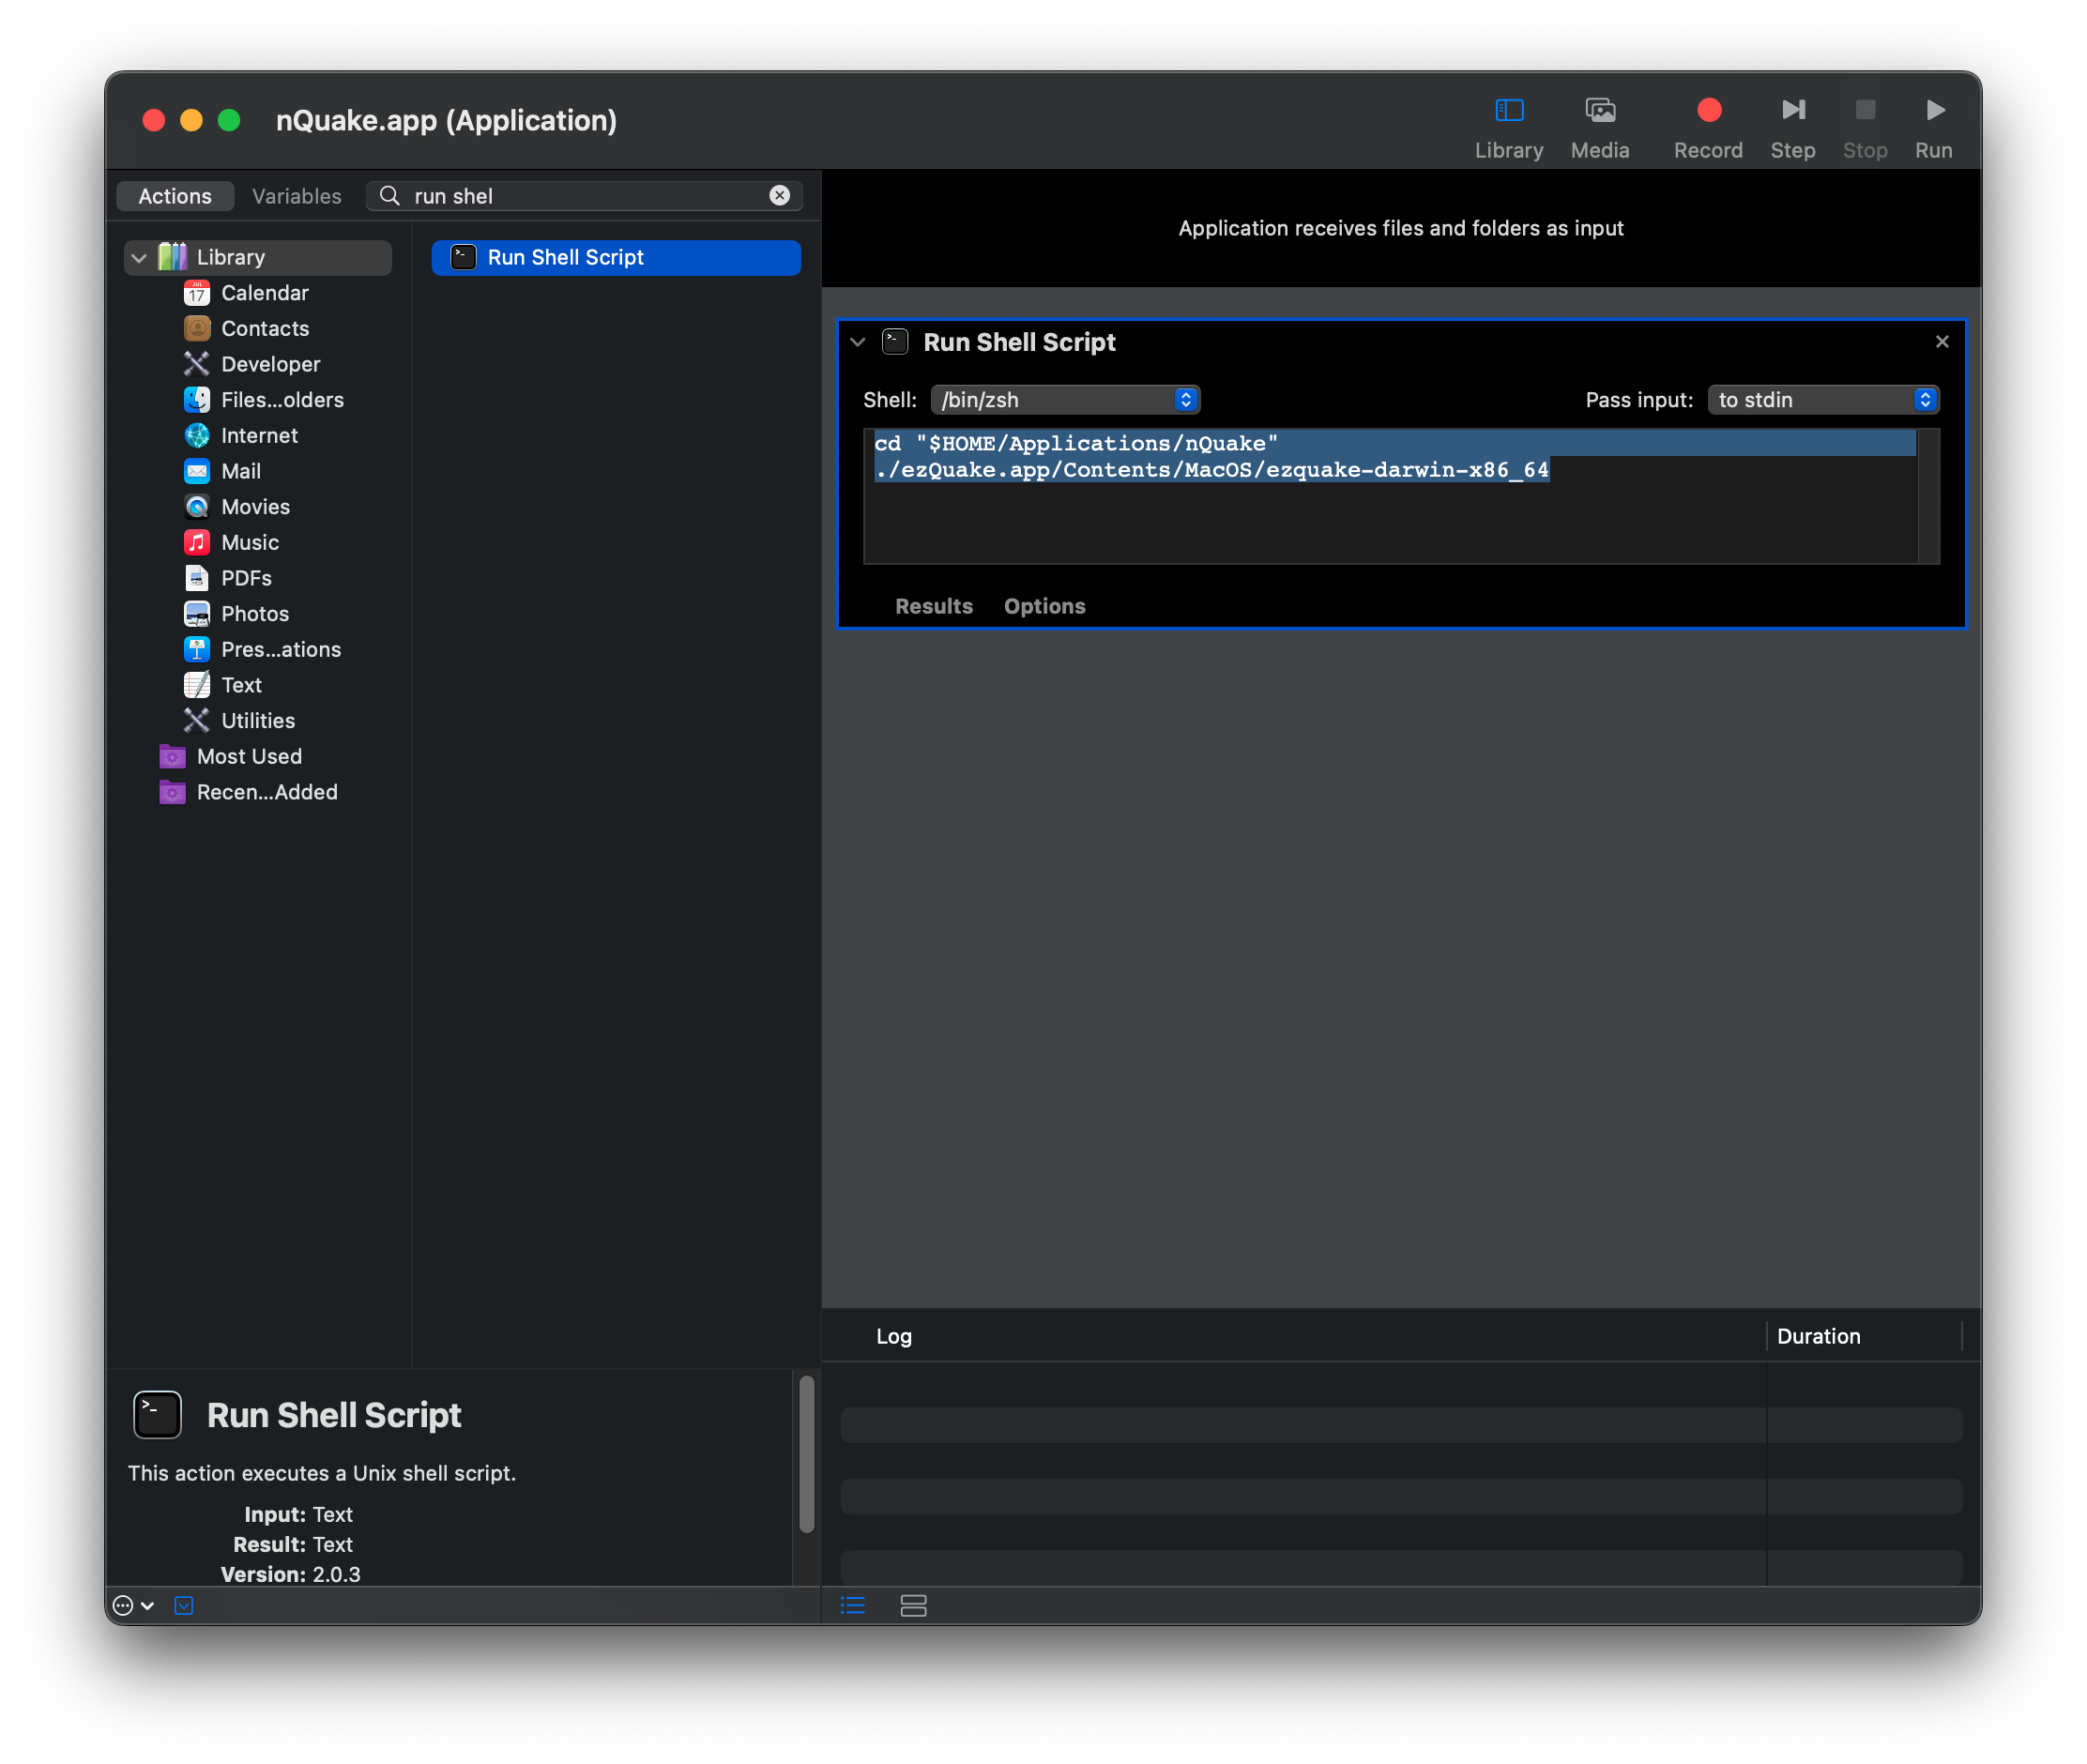 nQuake.app (Application)
Library
Media
Record
Step
Stop
Run
Actions
Variables
run shel
Library
JUL
17
Calendar
Contacts
Developer
Files...olders
Internet
Mail
Movies
Music
PDFs
Photos
Pres...ations
Text
Utilities
Most Used
Recen...Added
Run Shell Script
Application receives files and folders as input
Run Shell Script
Shell: /bin/zsh
Pass input: to stdin
cd "$HOME/Applications/nQuake"
./ezQuake.app/Contents/MacOS/ezquake-darwin-x86_64
Results Options
Log
Duration
Run Shell Script
This action executes a Unix shell script.
Input: Text
Result: Text
Version: 2.0.3